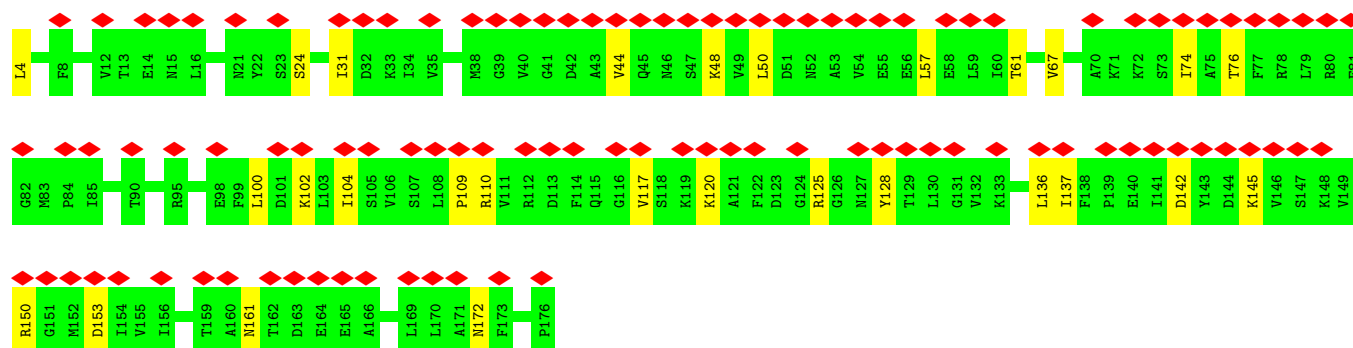 L4 F8 V12 T13 E14 N15 L16 N21 Y22 S23 S24 I31 D32 K33 I34 V35 M38 G39 V40 G41 D42 A43 V44 Q45 N46 S47 K48 V49 L50 D51 N52 A53 V54 E55 E56 L57 E58 L59 I60 T61 V67 A70 K71 K72 S73 I74 A75 T76 F77 R78 L79 R80
G82 M83 P84 I85 T90 R95 E98 F99 L100 D101 K102 L103 I104 S105 V106 S107 L108 P109 R110 V111 R112 D113 F114 Q115 G116 V117 S118 K119 K120 A121 F122 D123 G124 R125 G126 N127 Y128 T129 L130 G131 V132 K133 L136 I137 F138 P139 E140 I141 D142 Y143 D144 K145 V146 S147 K148 V149
R150 G151 M152 D153 I154 V155 I156 T159 A160 N161 T162 D163 E164 E165 A166 L169 L170 A171 N172 F173 P176